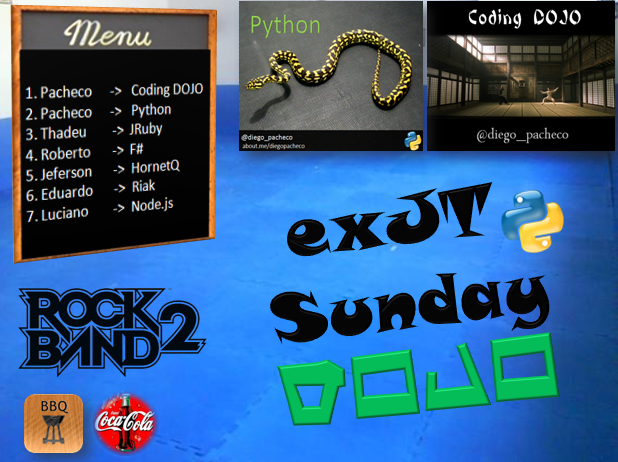 Menu
1. Pacheco -> Coding DOJO
2. Pacheco -> Python
3. Thadeu -> JRuby
4. Roberto -> F#
5. Jeferson -> HornetQ
6. Eduardo -> Riak
7. Luciano -> Node.js
Python
@diego_pacheco
about.me/diegopacheco
Coding DOJO
@diego_pacheco
exJT
Sunday
DOJO
ROCK
BAND 2
BBQ
Coca-Cola